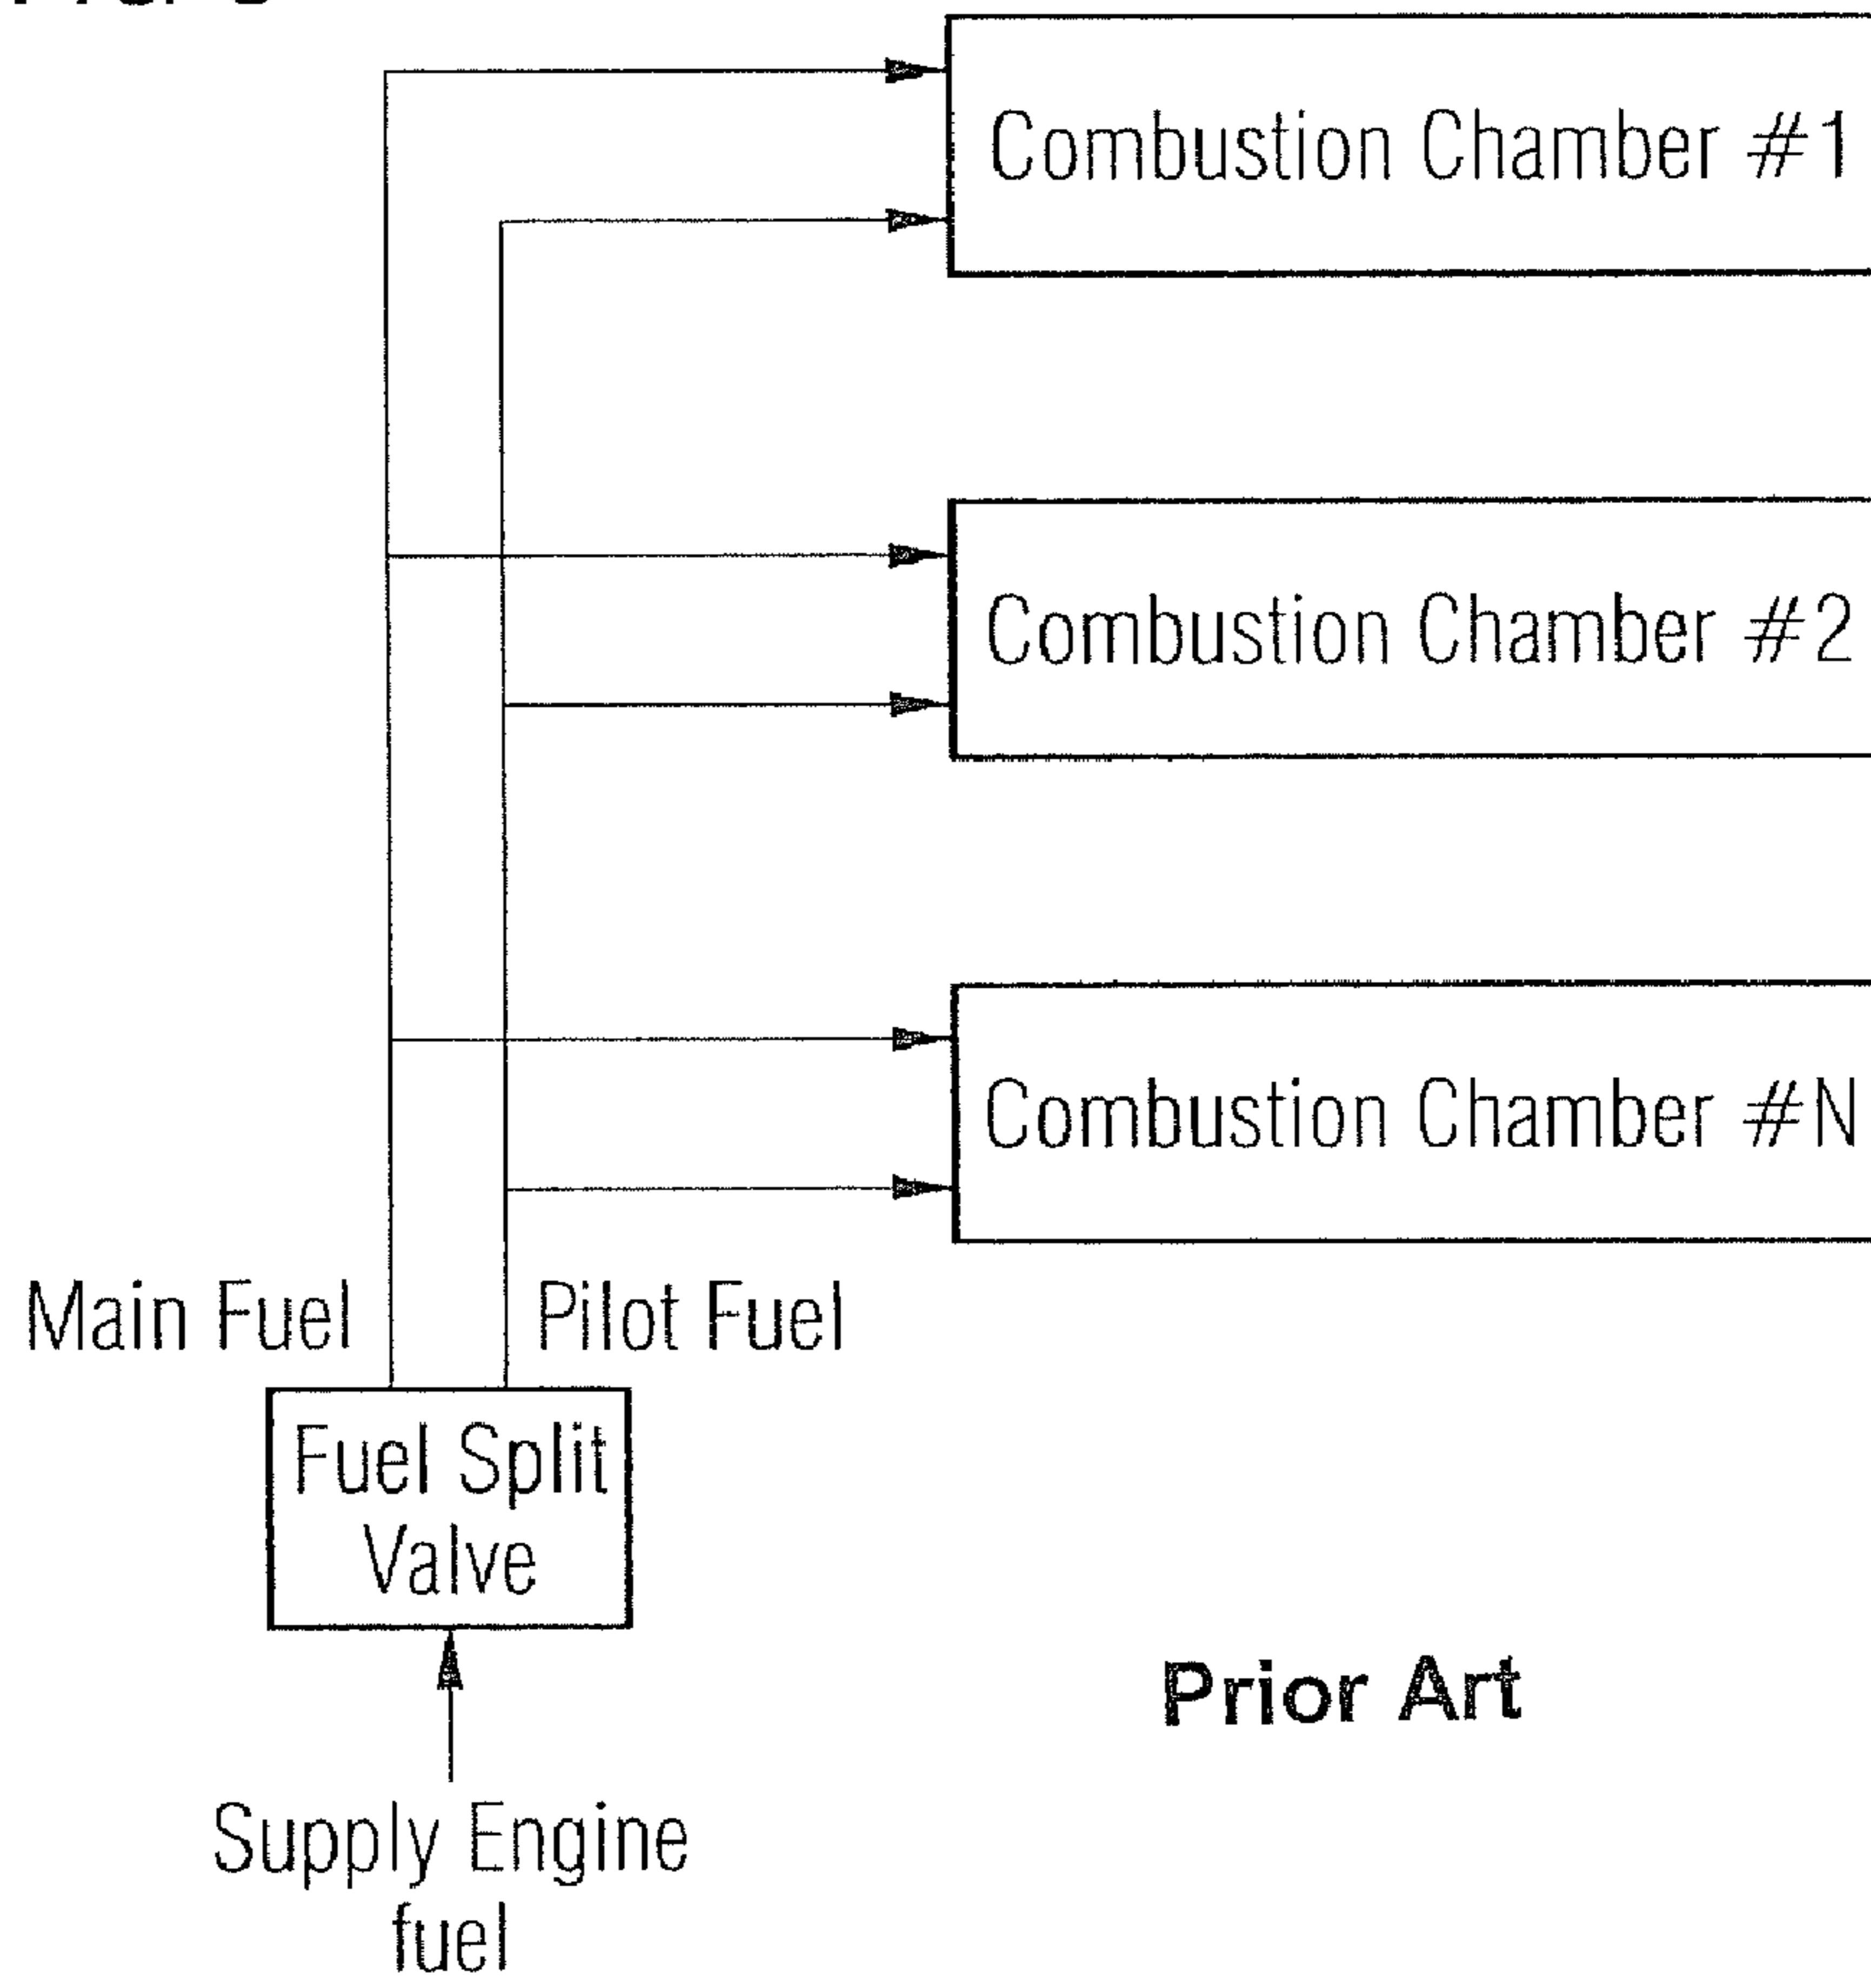 Combustion Chamber #1
Combustion Chamber #2
Combustion Chamber #N
Main Fuel
Pilot Fuel
Fuel Split
Valve
Supply Engine
fuel
Prior Art